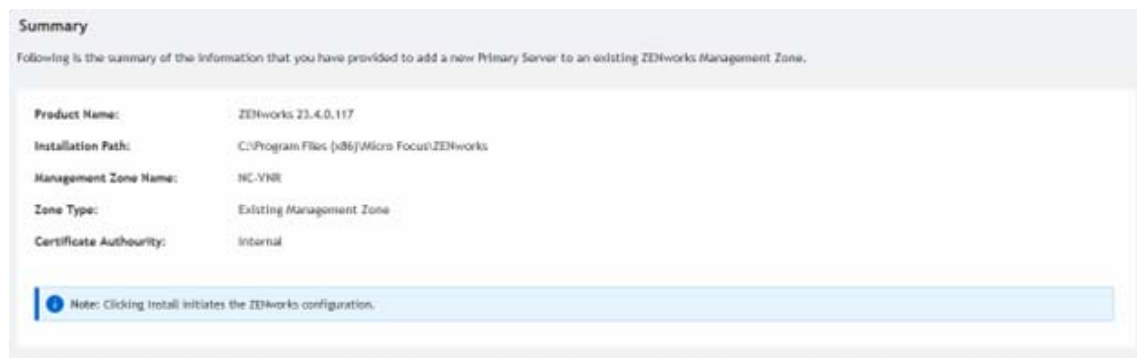 Summary
Following is the summary of the information that you have provided to add a new Primary Server to an existing ZENworks Management Zone.
Product Name: ZENworks 23.4.0.117
Installation Path: C:\Program Files (x86)\Micro Focus\ZENworks
Management Zone Name: NC-VNR
Zone Type: Existing Management Zone
Certificate Authourity: Internal
Note: Clicking Install initiates the ZENworks configuration.